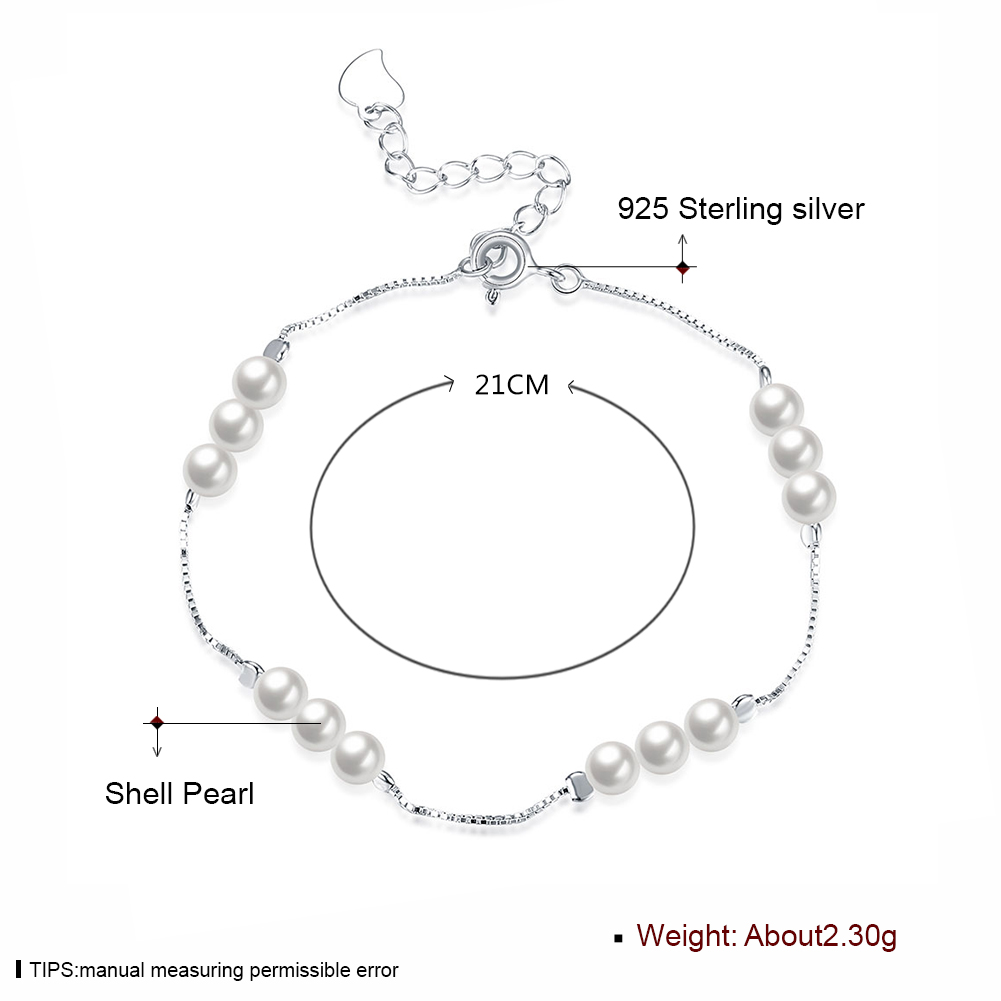 925 Sterling silver
21CM
Shell Pearl
Weight: About2.30g
TIPS:manual measuring permissible error